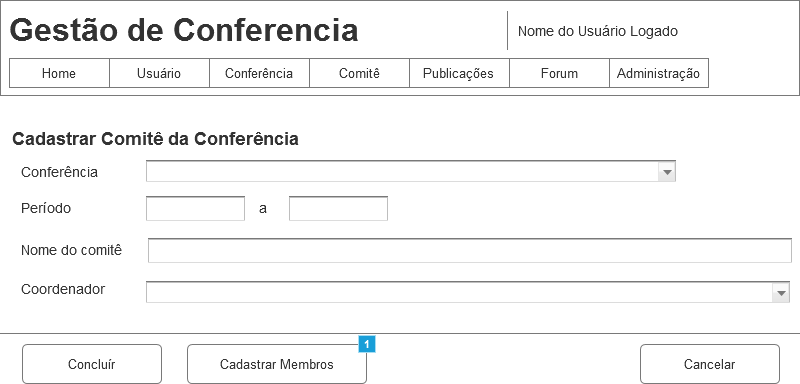 Gestão de Conferencia
Nome do Usuário Logado
Home Usuário Conferência Comitê Publicações Forum Administração
Cadastrar Comitê da Conferência
Conferência
Período a
Nome do comitê
Coordenador
1
Concluír Cadastrar Membros Cancelar